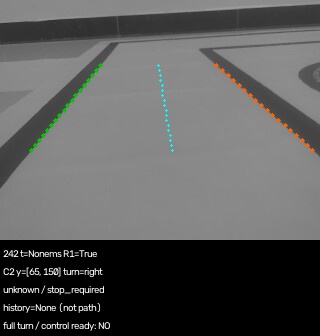 242 t=Nonems R1=True
C2 y=[65, 150] turn=right
unknown / stop_required
history=None (not path)
full turn / control ready: NO